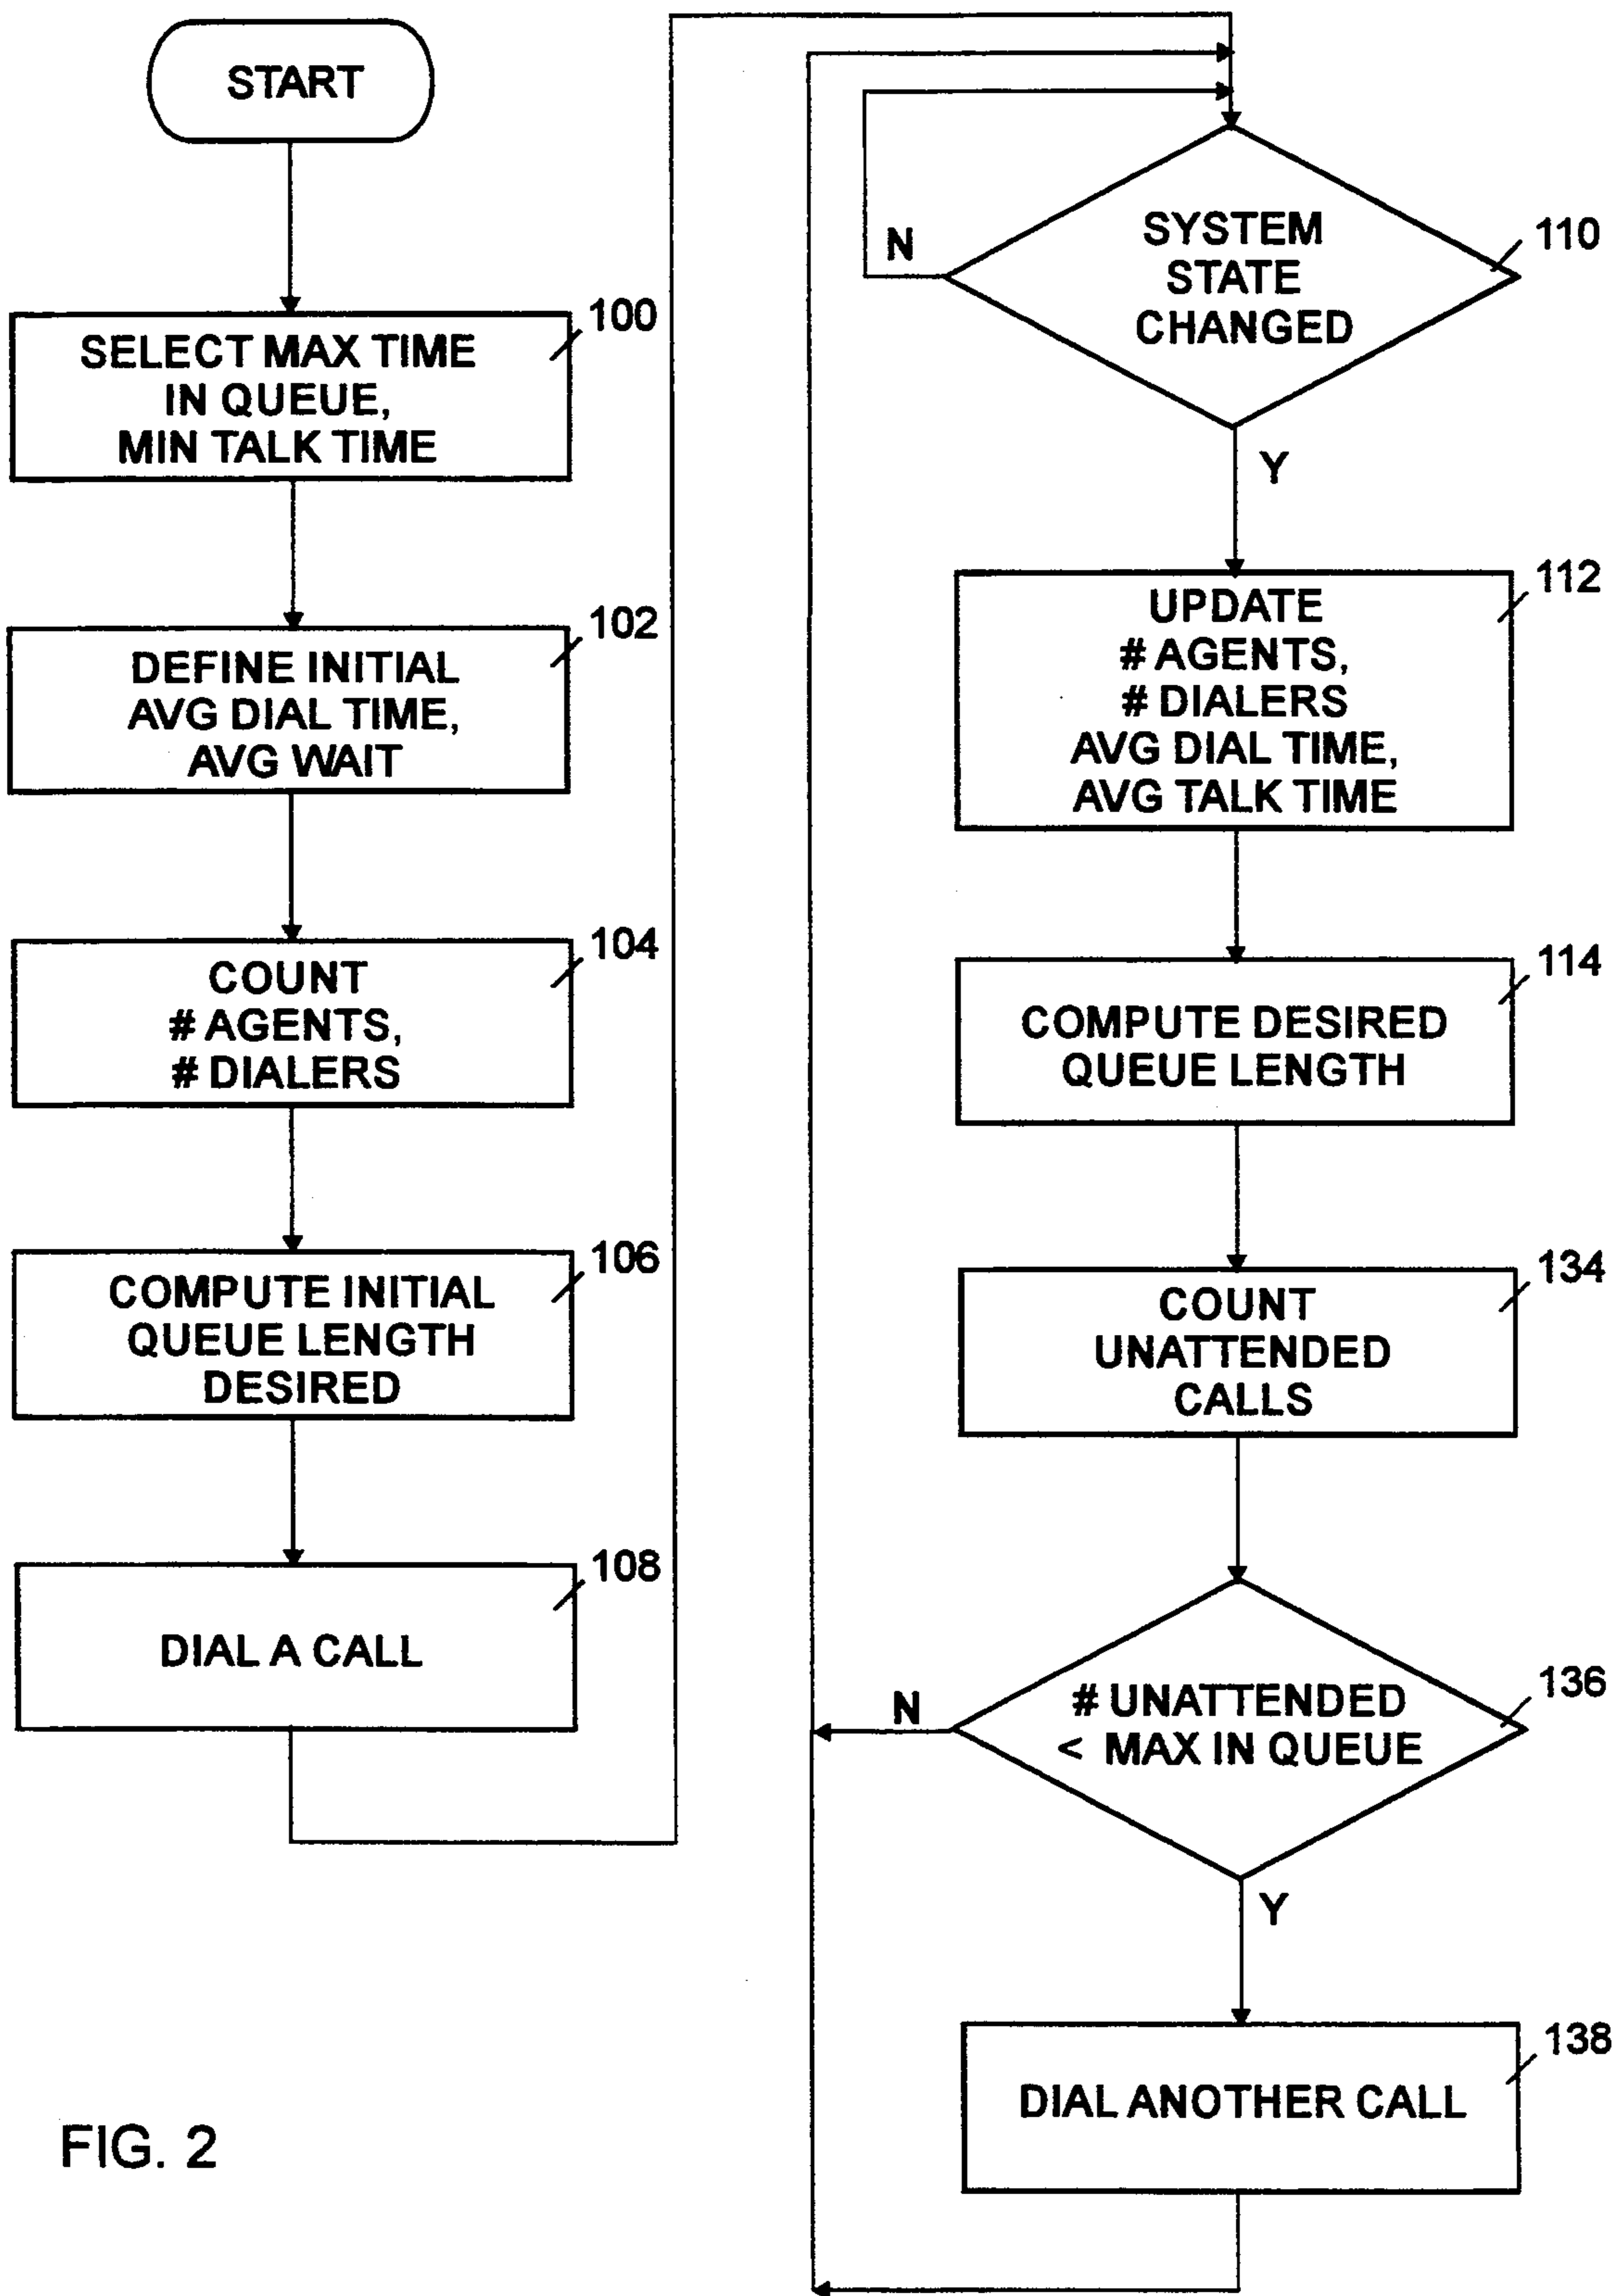 START
100
SELECT MAX TIME
IN QUEUE,
MIN TALK TIME
102
DEFINE INITIAL
AVG DIAL TIME,
AVG WAIT
104
COUNT
# AGENTS,
# DIALERS
106
COMPUTE INITIAL
QUEUE LENGTH
DESIRED
108
DIAL A CALL
110
SYSTEM
STATE
CHANGED
N
Y
112
UPDATE
# AGENTS,
# DIALERS
AVG DIAL TIME,
AVG TALK TIME
114
COMPUTE DESIRED
QUEUE LENGTH
134
COUNT
UNATTENDED
CALLS
136
# UNATTENDED
< MAX IN QUEUE
N
Y
138
DIAL ANOTHER CALL
FIG. 2